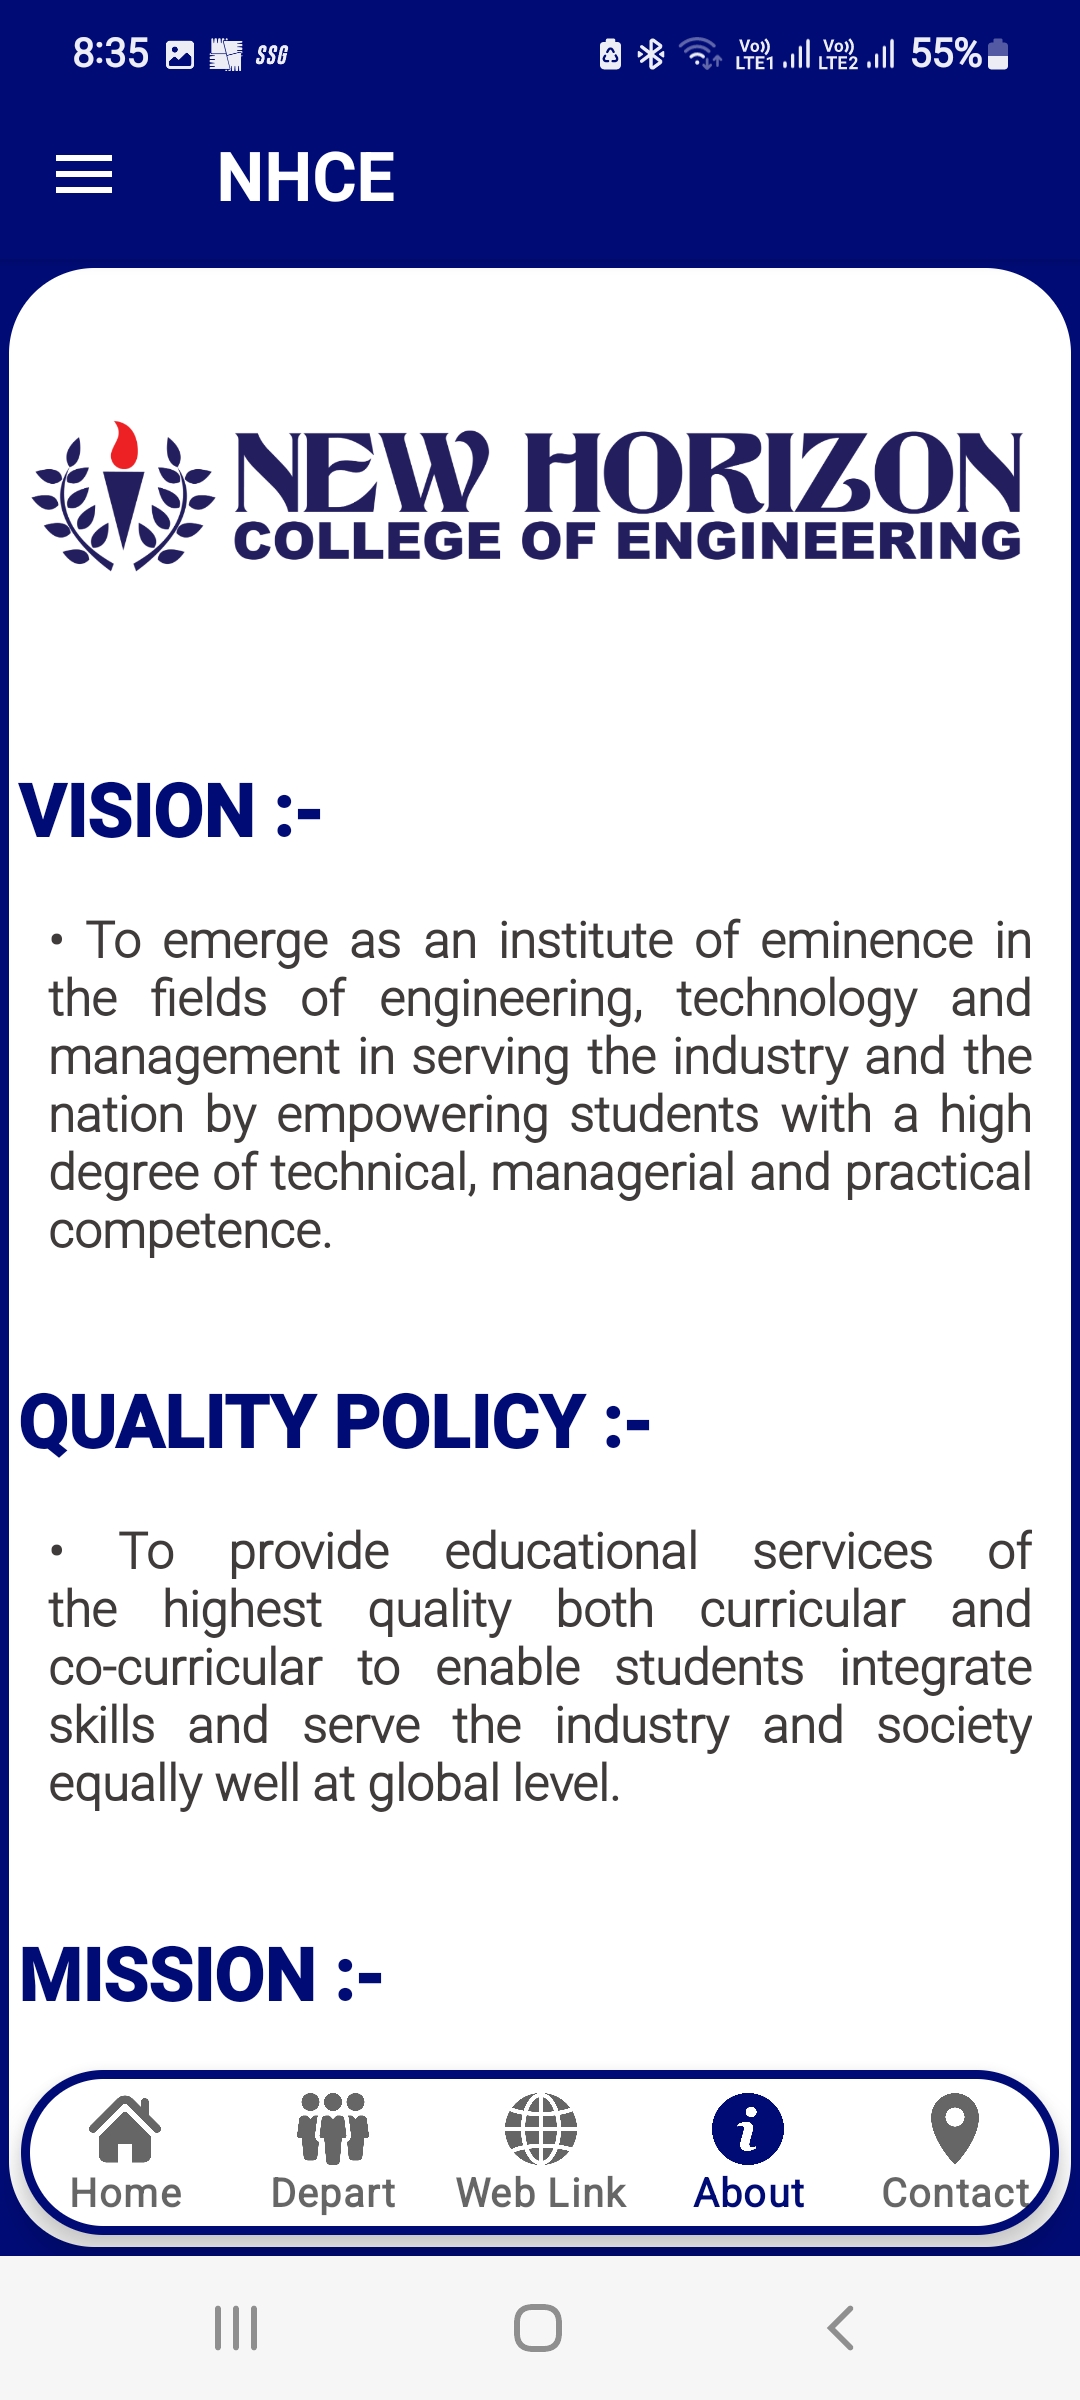 8:35 SSG Vo)) LTE1 Vo)) LTE2 55%
NHCE
NEW HORIZON
COLLEGE OF ENGINEERING
VISION :-
• To emerge as an institute of eminence in
the fields of engineering, technology and
management in serving the industry and the
nation by empowering students with a high
degree of technical, managerial and practical
competence.
QUALITY POLICY :-
• To provide educational services of
the highest quality both curricular and
co-curricular to enable students integrate
skills and serve the industry and society
equally well at global level.
MISSION :-
Home Depart Web Link About Contact